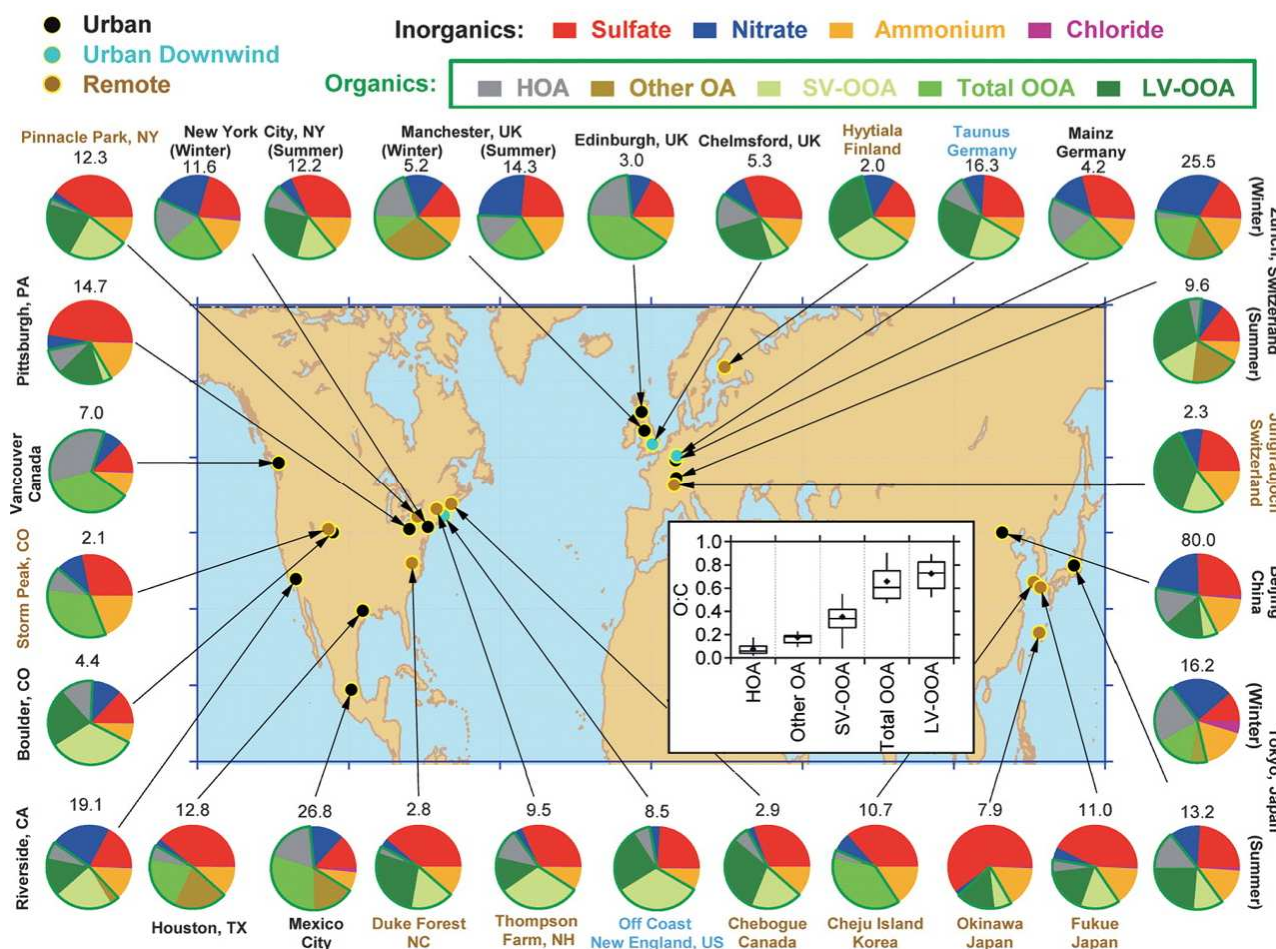 Urban
Urban Downwind
Remote
Inorganics: Sulfate Nitrate Ammonium Chloride
Organics: HOA Other OA SV-OOA Total OOA LV-OOA
Pinnacle Park, NY
12.3
New York City, NY
(Winter) (Summer)
11.6 12.2
Manchester, UK
(Winter) (Summer)
5.2 14.3
Edinburgh, UK
3.0
Chelmsford, UK
5.3
Hyytiala
Finland
2.0
Taunus
Germany
16.3
Mainz
Germany
4.2
25.5
(Winter)
Zurich, Switzerland
9.6
(Summer)
Pittsburgh, PA
14.7
Vancouver
Canada
7.0
Storm Peak, CO
2.1
Boulder, CO
4.4
Riverside, CA
19.1
Jungfraujoch
Switzerland
2.3
Beijing
China
80.0
16.2
(Winter)
Tokyo, Japan
13.2
(Summer)
O:C
1.0
0.8
0.6
0.4
0.2
0.0
HOA
Other OA
SV-OOA
Total OOA
LV-OOA
12.8
Houston, TX
26.8
Mexico
City
2.8
Duke Forest
NC
9.5
Thompson
Farm, NH
8.5
Off Coast
New England, US
2.9
Chebogue
Canada
10.7
Cheju Island
Korea
7.9
Okinawa
Japan
11.0
Fukue
Japan